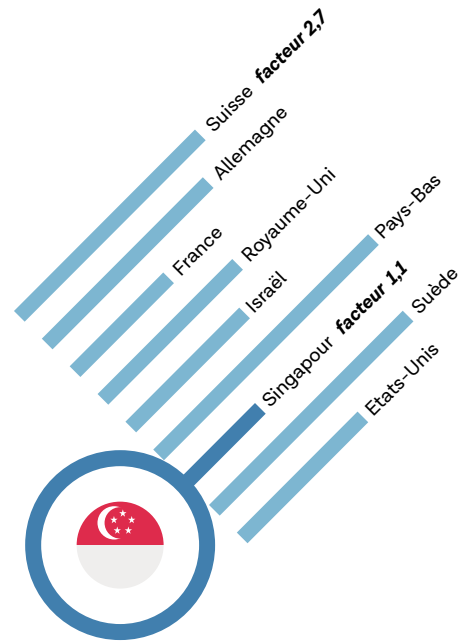 Suisse facteur 2,7
Allemagne
France
Royaume-Uni
Israël
Pays-Bas
Singapour facteur 1,1
Suède
Etats-Unis